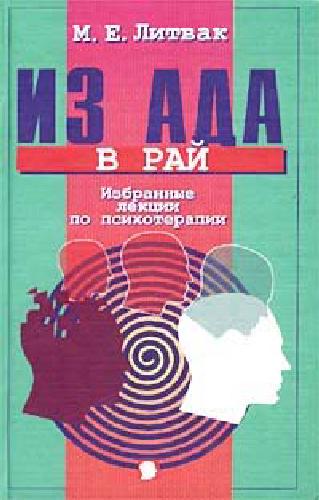 М. Е. Литвак
ИЗ АДА
В РАЙ
Избранные
лекции
по психотерапии